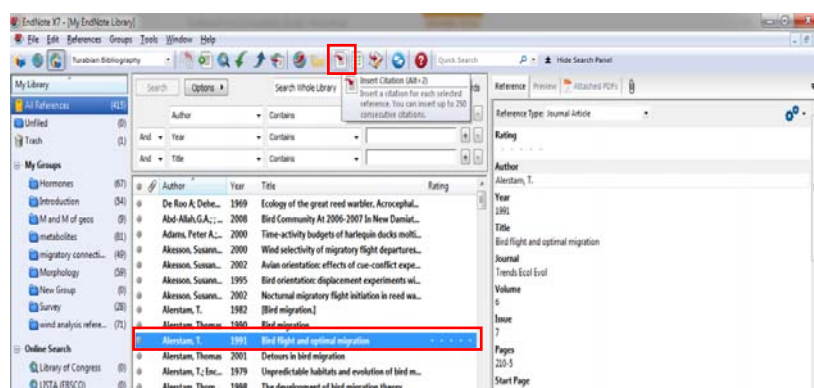 EndNote X7 - [My EndNote Library]
File Edit References Groups Tools Window Help
Turabian Bibliography
Quick Search
Hide Search Panel
My Library
All References (415)
Unfiled (0)
Trash (1)
My Groups
Hormones (67)
Introduction (54)
M and M of geos (9)
metabolites (81)
migratory connecti... (49)
Morphology (59)
New Group (0)
Survey (28)
wind analysis refere... (71)
Online Search
Library of Congress (0)
LISTA (EBSCO) (0)
Search Options Search Whole Library
Insert Citation (Alt+2)
Insert a citation for each selected
reference. You can insert up to 250
consecutive citations.
Author Contains
And Year Contains
And Title Contains
Author Year Title Rating
De Roo A; Dehe... 1969 Ecology of the great reed warbler, Acrocephal...
Abd-Allah,G.A.; ; ... 2008 Bird Community At 2006-2007 In New Damiat...
Adams, Peter A.;... 2000 Time-activity budgets of harlequin ducks molti...
Akesson, Susann... 2000 Wind selectivity of migratory flight departures...
Akesson, Sussan... 2002 Avian orientation: effects of cue-conflict expe...
Akesson, Susann... 1995 Bird orientation: displacement experiments wi...
Akesson, Susann... 2002 Nocturnal migratory flight initiation in reed wa...
Alerstam, T. 1982 [Bird migration.]
Alerstam, Thomas 1990 Bird migration
Alerstam, T. 1991 Bird flight and optimal migration
Alerstam, Thomas 2001 Detours in bird migration
Alerstam, T.; Enc... 1979 Unpredictable habitats and evolution of bird m...
Alerstam, Thom... 1998 The development of bird migration theory
Reference Preview Attached PDFs
Reference Type: Journal Article
Rating
Author
Alerstam, T.
Year
1991
Title
Bird flight and optimal migration
Journal
Trends Ecol Evol
Volume
6
Issue
7
Pages
210-5
Start Page